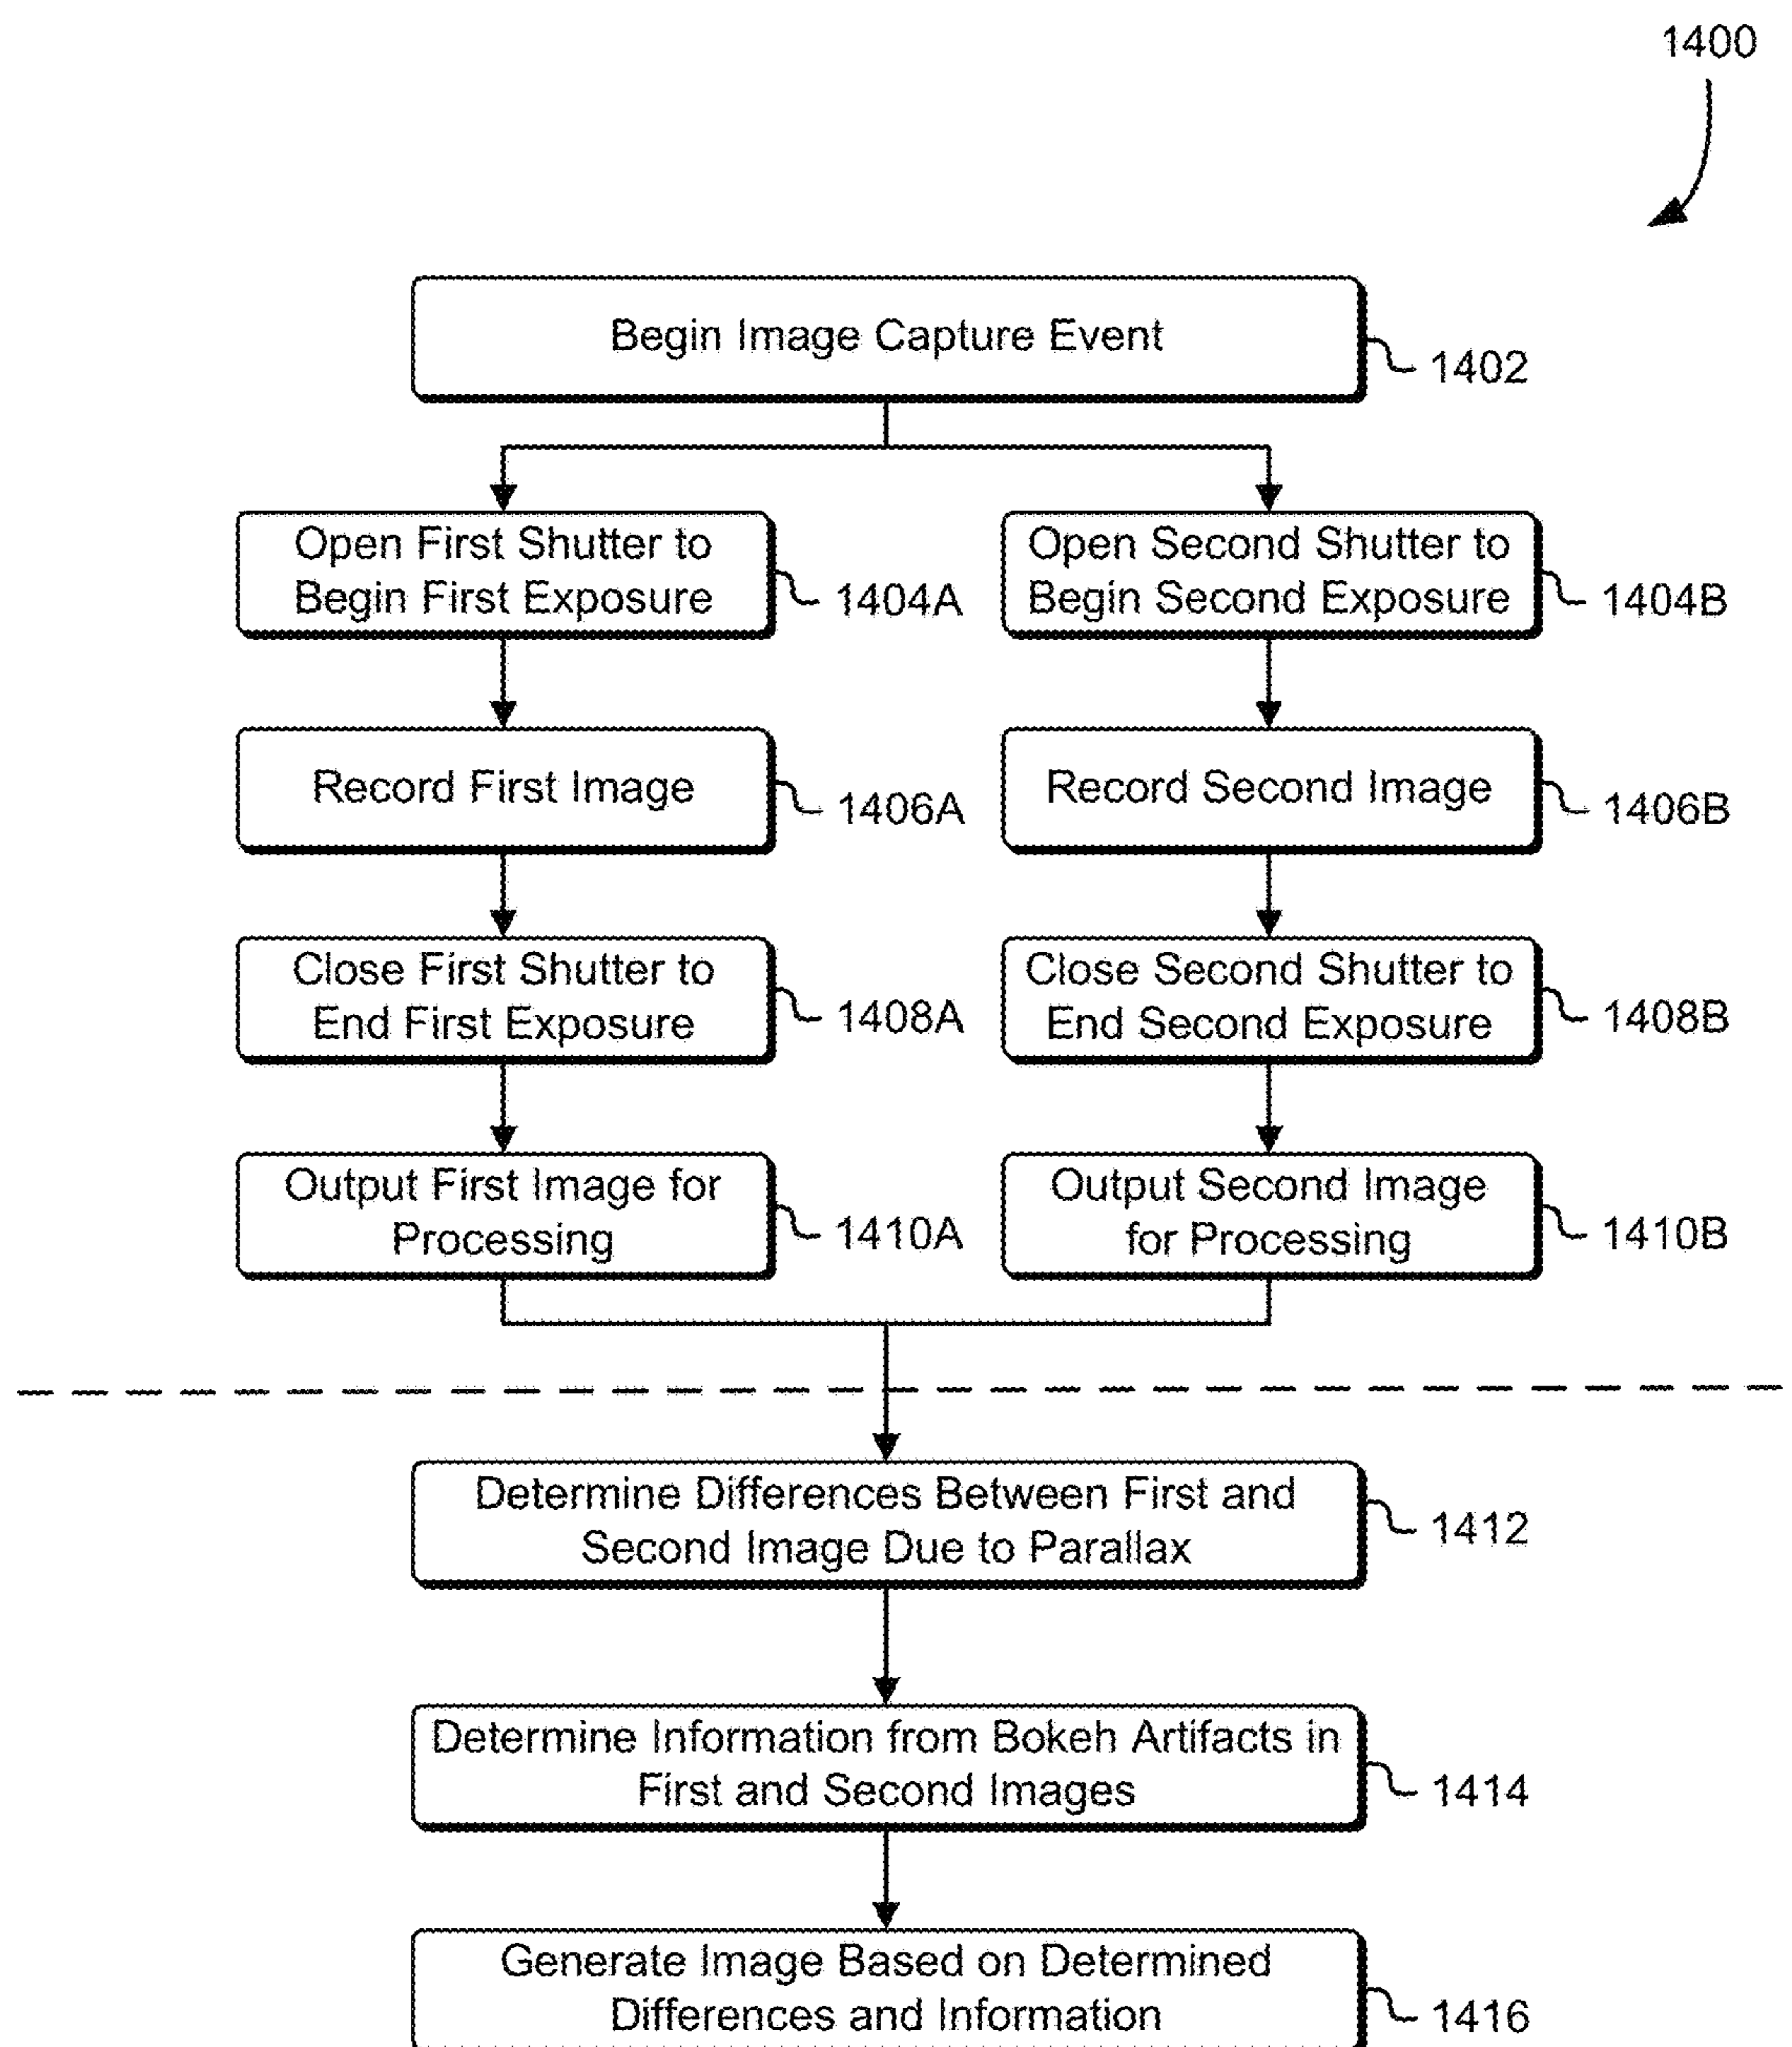 1400
Begin Image Capture Event
1402
Open First Shutter to
Begin First Exposure
1404A
Open Second Shutter to
Begin Second Exposure
1404B
Record First Image
1406A
Record Second Image
1406B
Close First Shutter to
End First Exposure
1408A
Close Second Shutter to
End Second Exposure
1408B
Output First Image for
Processing
1410A
Output Second Image
for Processing
1410B
Determine Differences Between First and
Second Image Due to Parallax
1412
Determine Information from Bokeh Artifacts in
First and Second Images
1414
Generate Image Based on Determined
Differences and Information
1416